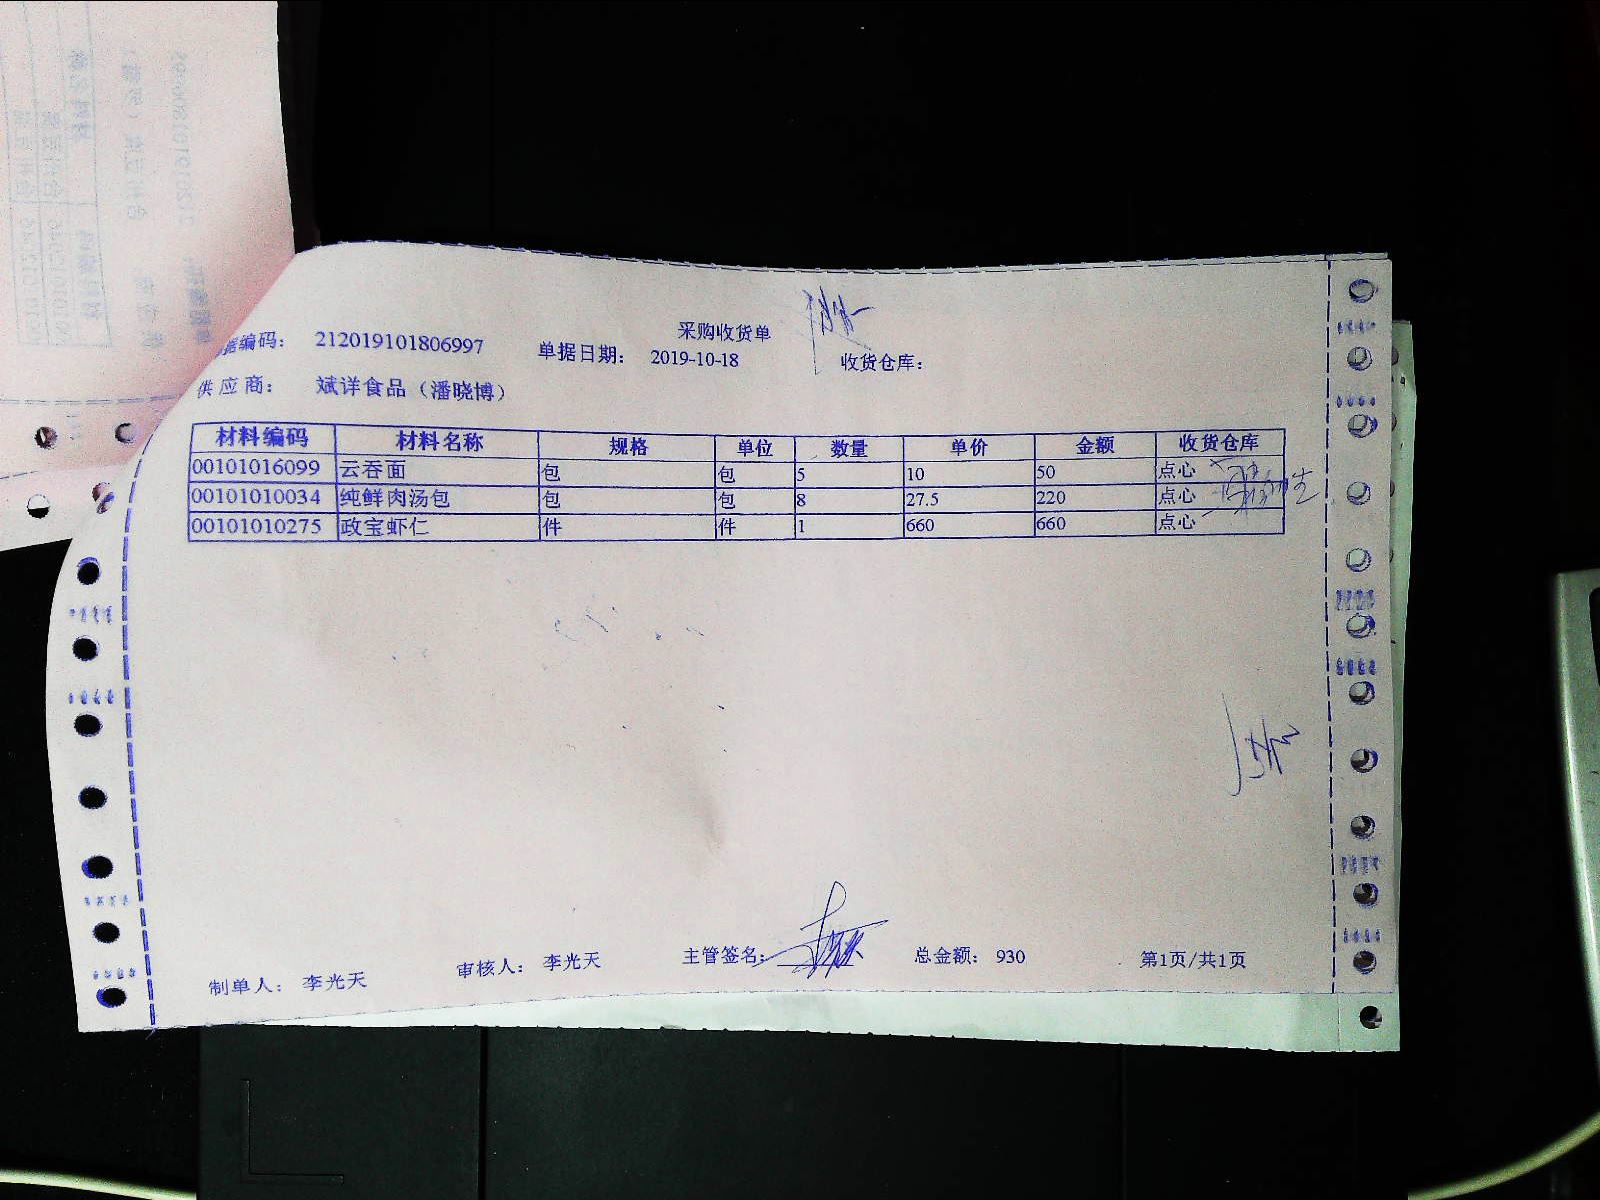 采购收货单
据编码： 212019101806997 单据日期： 2019-10-18 收货仓库：
供应商： 斌详食品（潘晓博）
材料编码 材料名称 规格 单位 数量 单价 金额 收货仓库
00101016099 云吞面 包 包 5 10 50 点心
00101010034 纯鲜肉汤包 包 包 8 27.5 220 点心
00101010275 政宝虾仁 件 件 1 660 660 点心
制单人： 李光天 审核人： 李光天 主管签名： 总金额： 930 第1页/共1页